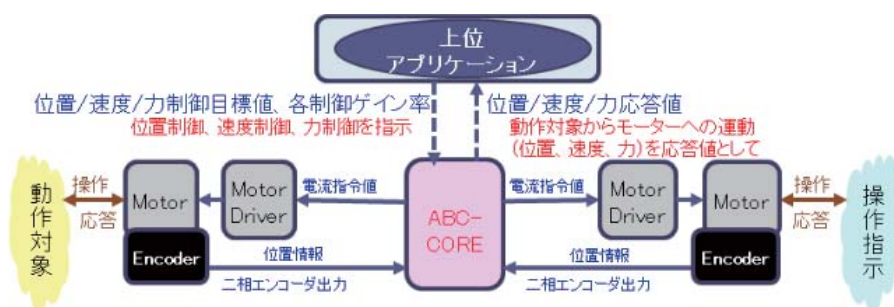 上位
アプリケーション
位置/速度/力制御目標値、各制御ゲイン率
位置制御、速度制御、力制御を指示
位置/速度/力応答値
動作対象からモーターへの運動
(位置、速度、力)を応答値として
動作対象
操作
応答
Motor
Encoder
Motor
Driver
電流指令値
位置情報
二相エンコーダ出力
ABC-
CORE
電流指令値
位置情報
二相エンコーダ出力
Motor
Driver
Motor
Encoder
操作
応答
操作指示